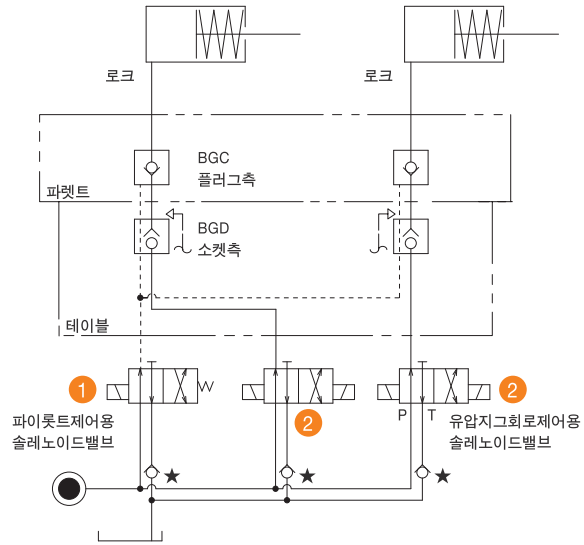 로크
로크
BGC
플러그측
파렛트
BGD
소켓측
테이블
1
파이롯트제어용
솔레노이드밸브
2
P T
2
유압지그회로제어용
솔레노이드밸브
★
★
★